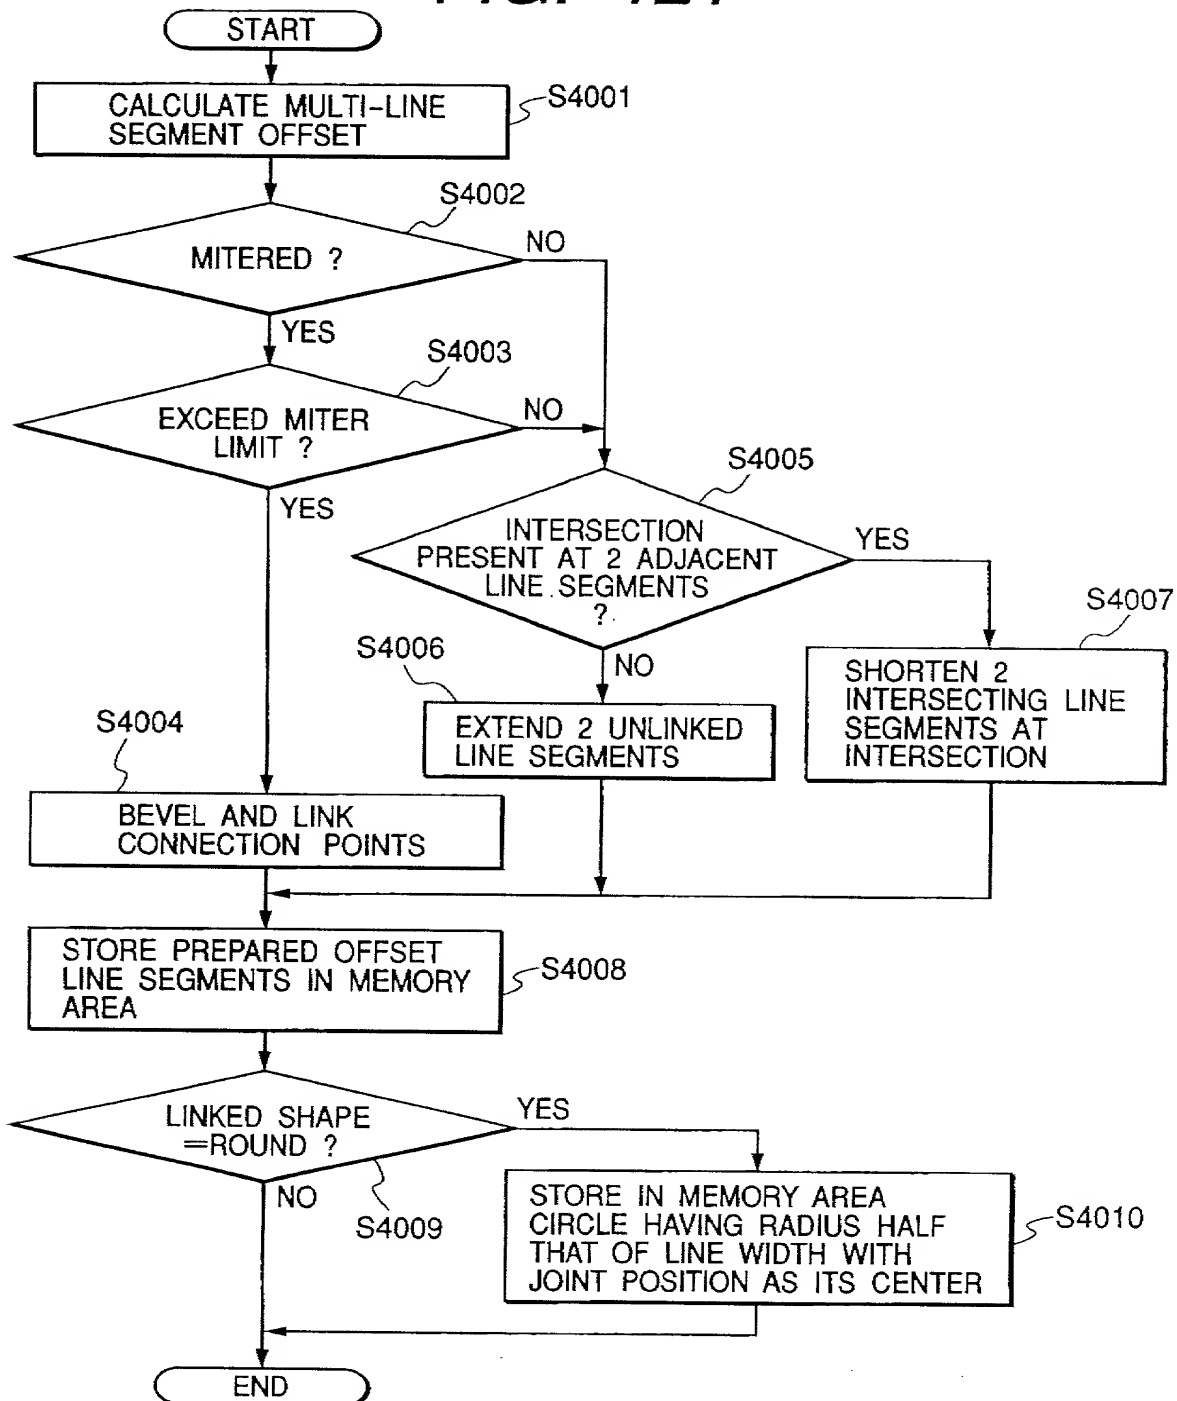 START
CALCULATE MULTI-LINE
SEGMENT OFFSET
S4001
S4002
MITERED ?
NO
YES
S4003
EXCEED MITER
LIMIT ?
NO
YES
S4005
INTERSECTION
PRESENT AT 2 ADJACENT
LINE SEGMENTS
?
YES
NO
S4007
SHORTEN 2
INTERSECTING LINE
SEGMENTS AT
INTERSECTION
S4006
EXTEND 2 UNLINKED
LINE SEGMENTS
S4004
BEVEL AND LINK
CONNECTION POINTS
STORE PREPARED OFFSET
LINE SEGMENTS IN MEMORY
AREA
S4008
LINKED SHAPE
=ROUND ?
YES
NO
S4009
STORE IN MEMORY AREA
CIRCLE HAVING RADIUS HALF
THAT OF LINE WIDTH WITH
JOINT POSITION AS ITS CENTER
S4010
END